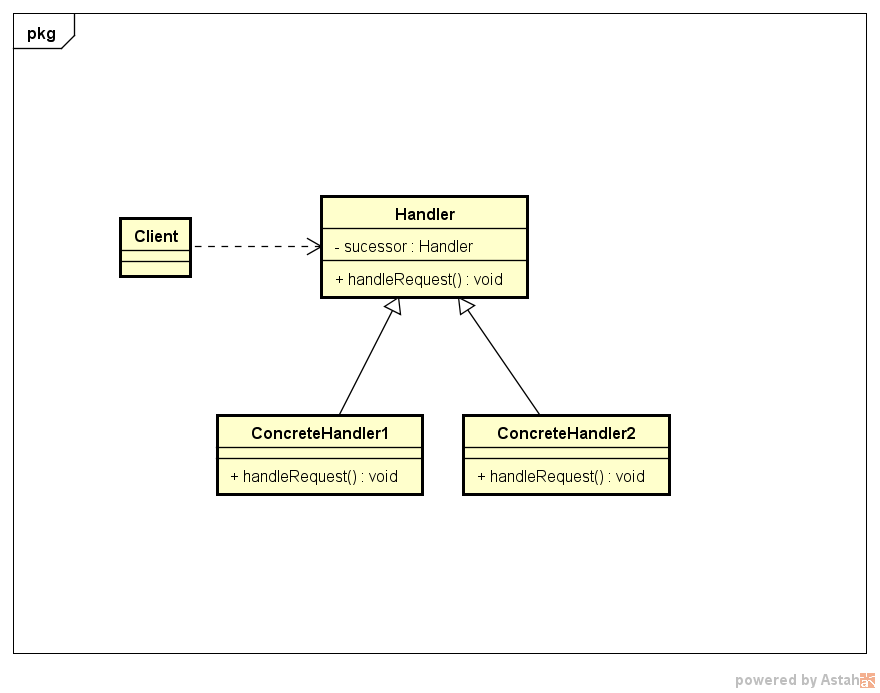 pkg
Client
Handler
- sucessor : Handler
+ handleRequest() : void
ConcreteHandler1
+ handleRequest() : void
ConcreteHandler2
+ handleRequest() : void
powered by Astah